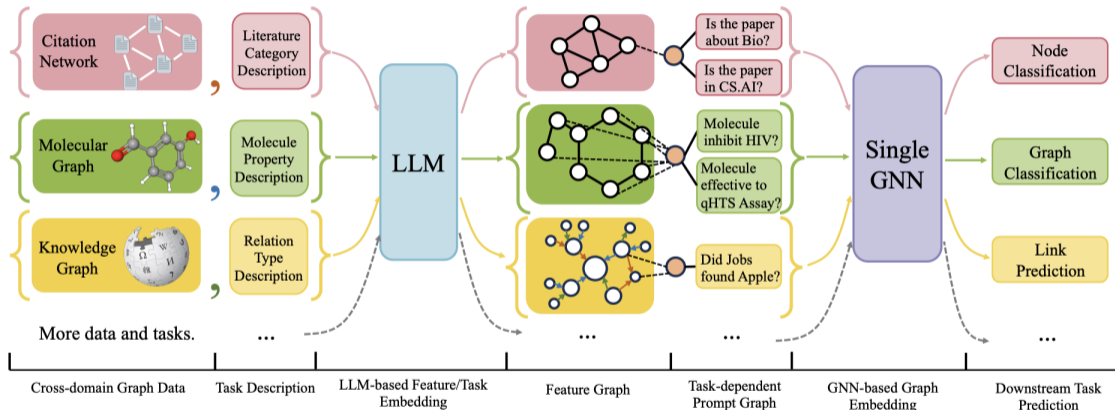 Citation
Network
,
Literature
Category
Description
Molecular
Graph
,
Molecule
Property
Description
Knowledge
Graph
,
Relation
Type
Description
More data and tasks.
...
LLM
Is the paper
about Bio?
Is the paper
in CS.AI?
Molecule
inhibit HIV?
Molecule
effective to
qHTS Assay?
Did Jobs
found Apple?
...
...
Single
GNN
Node
Classification
Graph
Classification
Link
Prediction
...
Cross-domain Graph Data
Task Description
LLM-based Feature/Task
Embedding
Feature Graph
Task-dependent
Prompt Graph
GNN-based Graph
Embedding
Downstream Task
Prediction